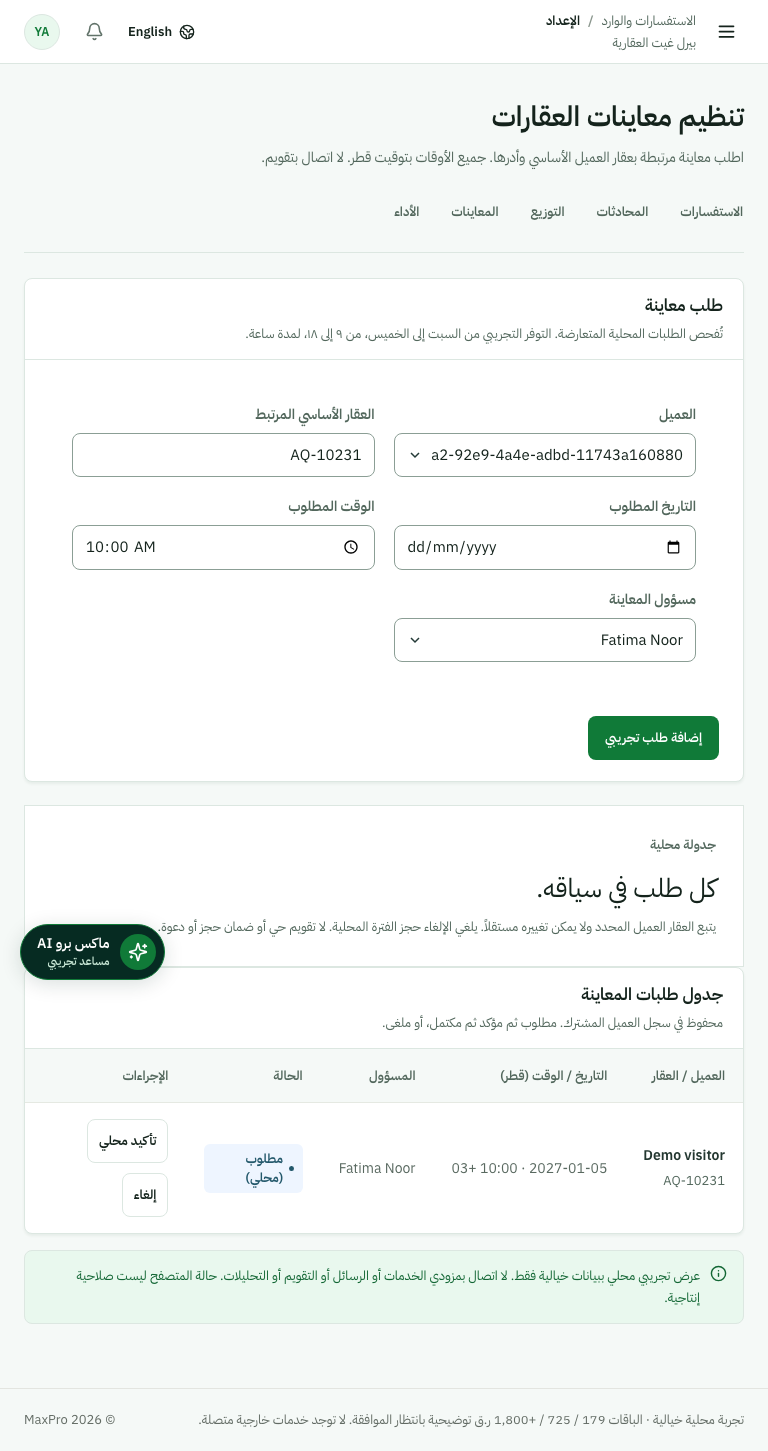 الاستفسارات والوارد / الإعداد
بيرل غيت العقارية
English
YA
تنظيم معاينات العقارات
اطلب معاينة مرتبطة بعقار العميل الأساسي وأدرها. جميع الأوقات بتوقيت قطر. لا اتصال بتقويم.
الاستفسارات المحادثات التوزيع المعاينات الأداء
طلب معاينة
تُفحص الطلبات المحلية المتعارضة. التوفر التجريبي من السبت إلى الخميس، من ٩ إلى ١٨، لمدة ساعة.
العميل
العقار الأساسي المرتبط
a2-92e9-4a4e-adbd-11743a160880
AQ-10231
التاريخ المطلوب
الوقت المطلوب
dd/mm/yyyy
10:00 AM
مسؤول المعاينة
Fatima Noor
إضافة طلب تجريبي
جدولة محلية
كل طلب في سياقه.
يتبع العقار العميل المحدد ولا يمكن تغييره مستقلاً. يلغي الإلغاء حجز الفترة المحلية. لا تقويم حي أو ضمان حجز أو دعوة.
ماكس برو AI
مساعد تجريبي
جدول طلبات المعاينة
محفوظ في سجل العميل المشترك. مطلوب ثم مؤكد ثم مكتمل، أو ملغى.
العميل / العقار التاريخ / الوقت (قطر) المسؤول الحالة الإجراءات
Demo visitor
AQ-10231
2027-01-05 · 10:00 +03
Fatima Noor
مطلوب
(محلي)
تأكيد محلي
إلغاء
عرض تجريبي محلي ببيانات خيالية فقط. لا اتصال بمزودي الخدمات أو الرسائل أو التقويم أو التحليلات. حالة المتصفح ليست صلاحية
إنتاجية.
تجربة محلية خيالية · الباقات 179 / 725 / +1,800 ر.ق توضيحية بانتظار الموافقة. لا توجد خدمات خارجية متصلة.
© 2026 MaxPro